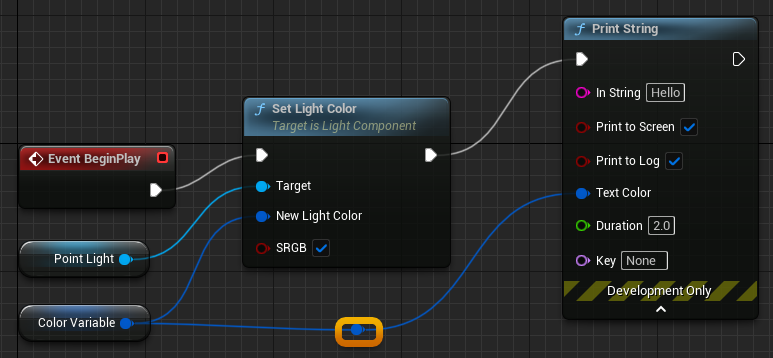 Event BeginPlay
Point Light
Color Variable
Set Light Color
Target is Light Component
Target
New Light Color
SRGB
Print String
In String Hello
Print to Screen
Print to Log
Text Color
Duration 2.0
Key None
Development Only